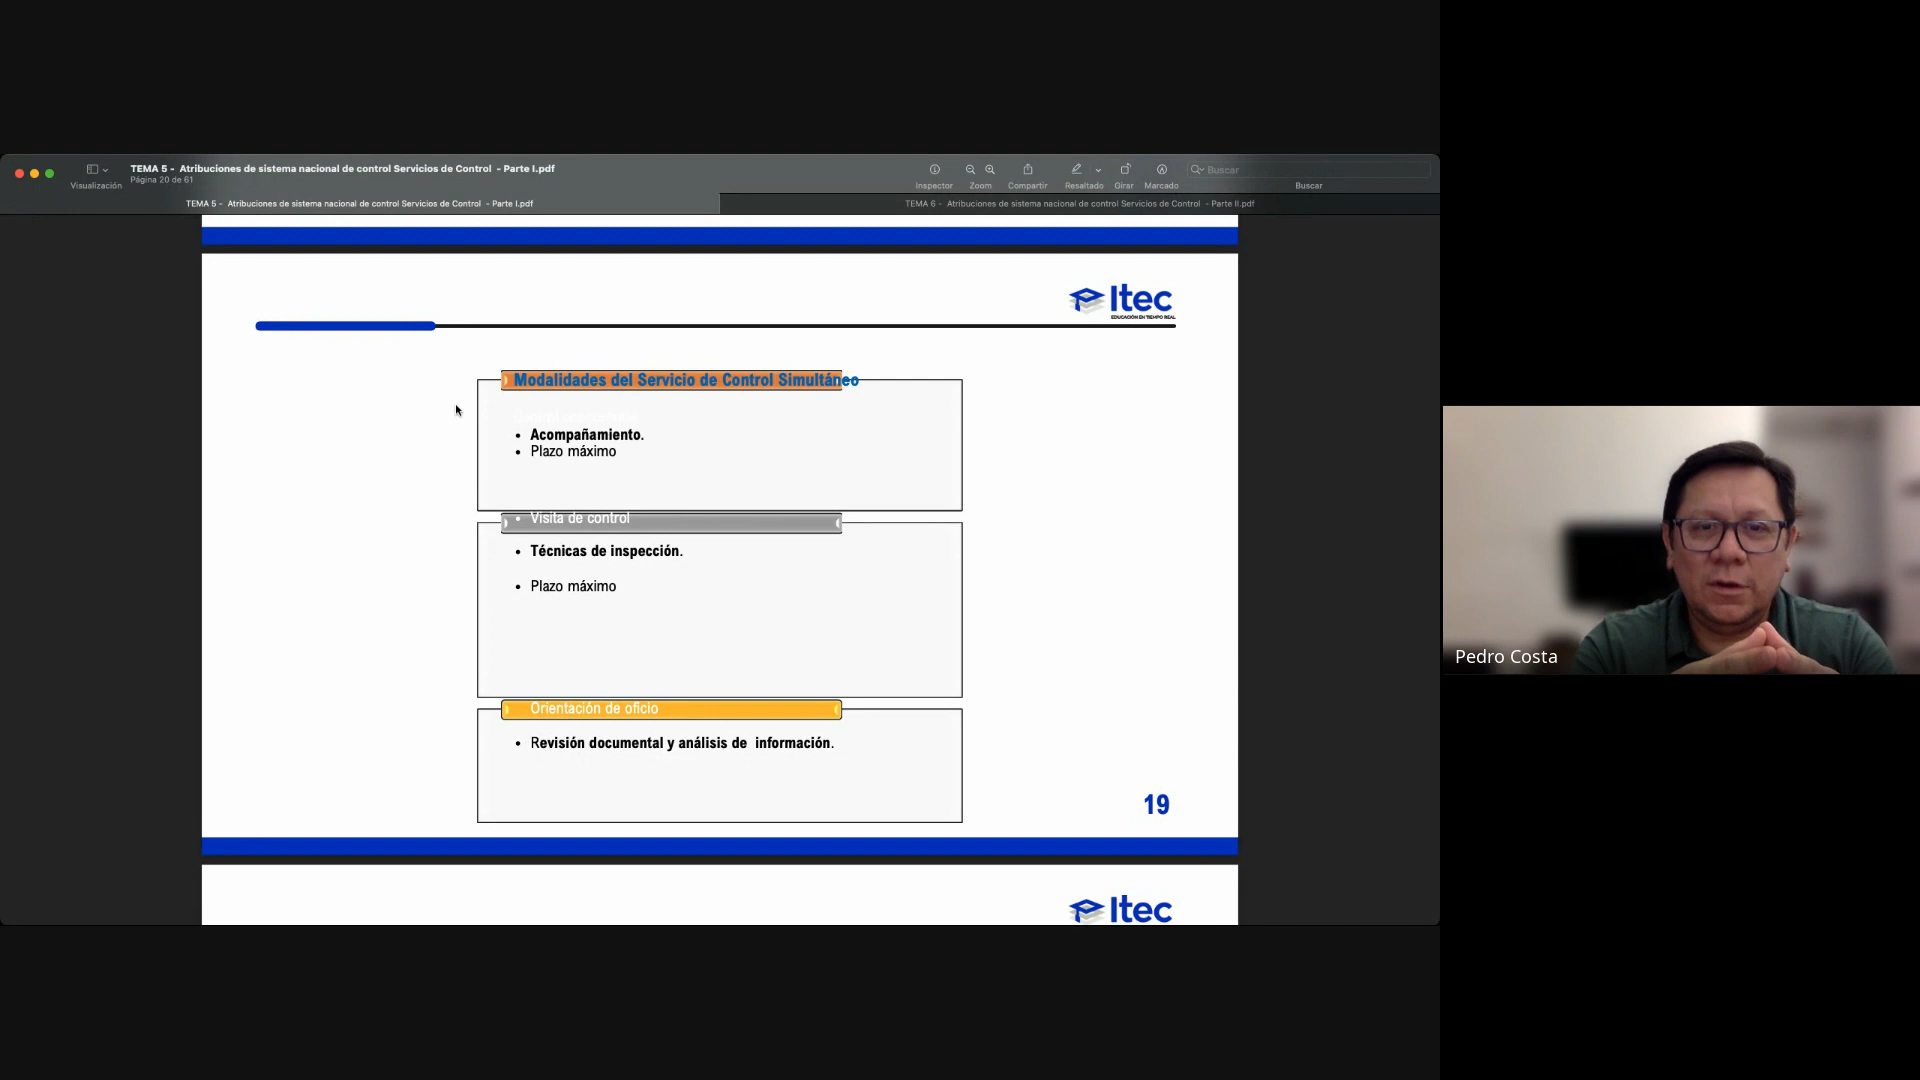 TEMA 5 -  Atribuciones de sistema nacional de control Servicios de Control  - Parte I.pdf
Página 20 de 61
Visualización
Inspector
Zoom
Compartir
Resaltado
Girar
Marcado
Buscar
Buscar
TEMA 5 -  Atribuciones de sistema nacional de control Servicios de Control  - Parte I.pdf
TEMA 6 -  Atribuciones de sistema nacional de control Servicios de Control  - Parte II.pdf
Itec
EDUCACIÓN EN TIEMPO REAL
Modalidades del Servicio de Control Simultáneo
• Acompañamiento.
• Plazo máximo
• Visita de control
• Técnicas de inspección.
• Plazo máximo
Orientación de oficio
• Revisión documental y análisis de  información.
19
Itec
Pedro Costa